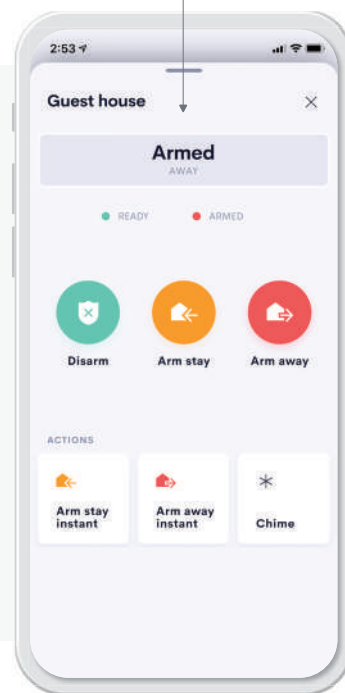 2:53
Guest house
Armed
AWAY
READY ARMED
Disarm Arm stay Arm away
ACTIONS
Arm stay instant
Arm away instant
Chime